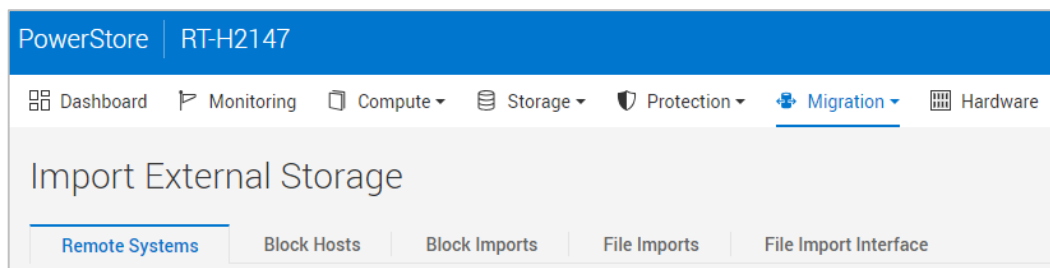 PowerStore RT-H2147
Dashboard Monitoring Compute Storage Protection Migration Hardware
Import External Storage
Remote Systems Block Hosts Block Imports File Imports File Import Interface